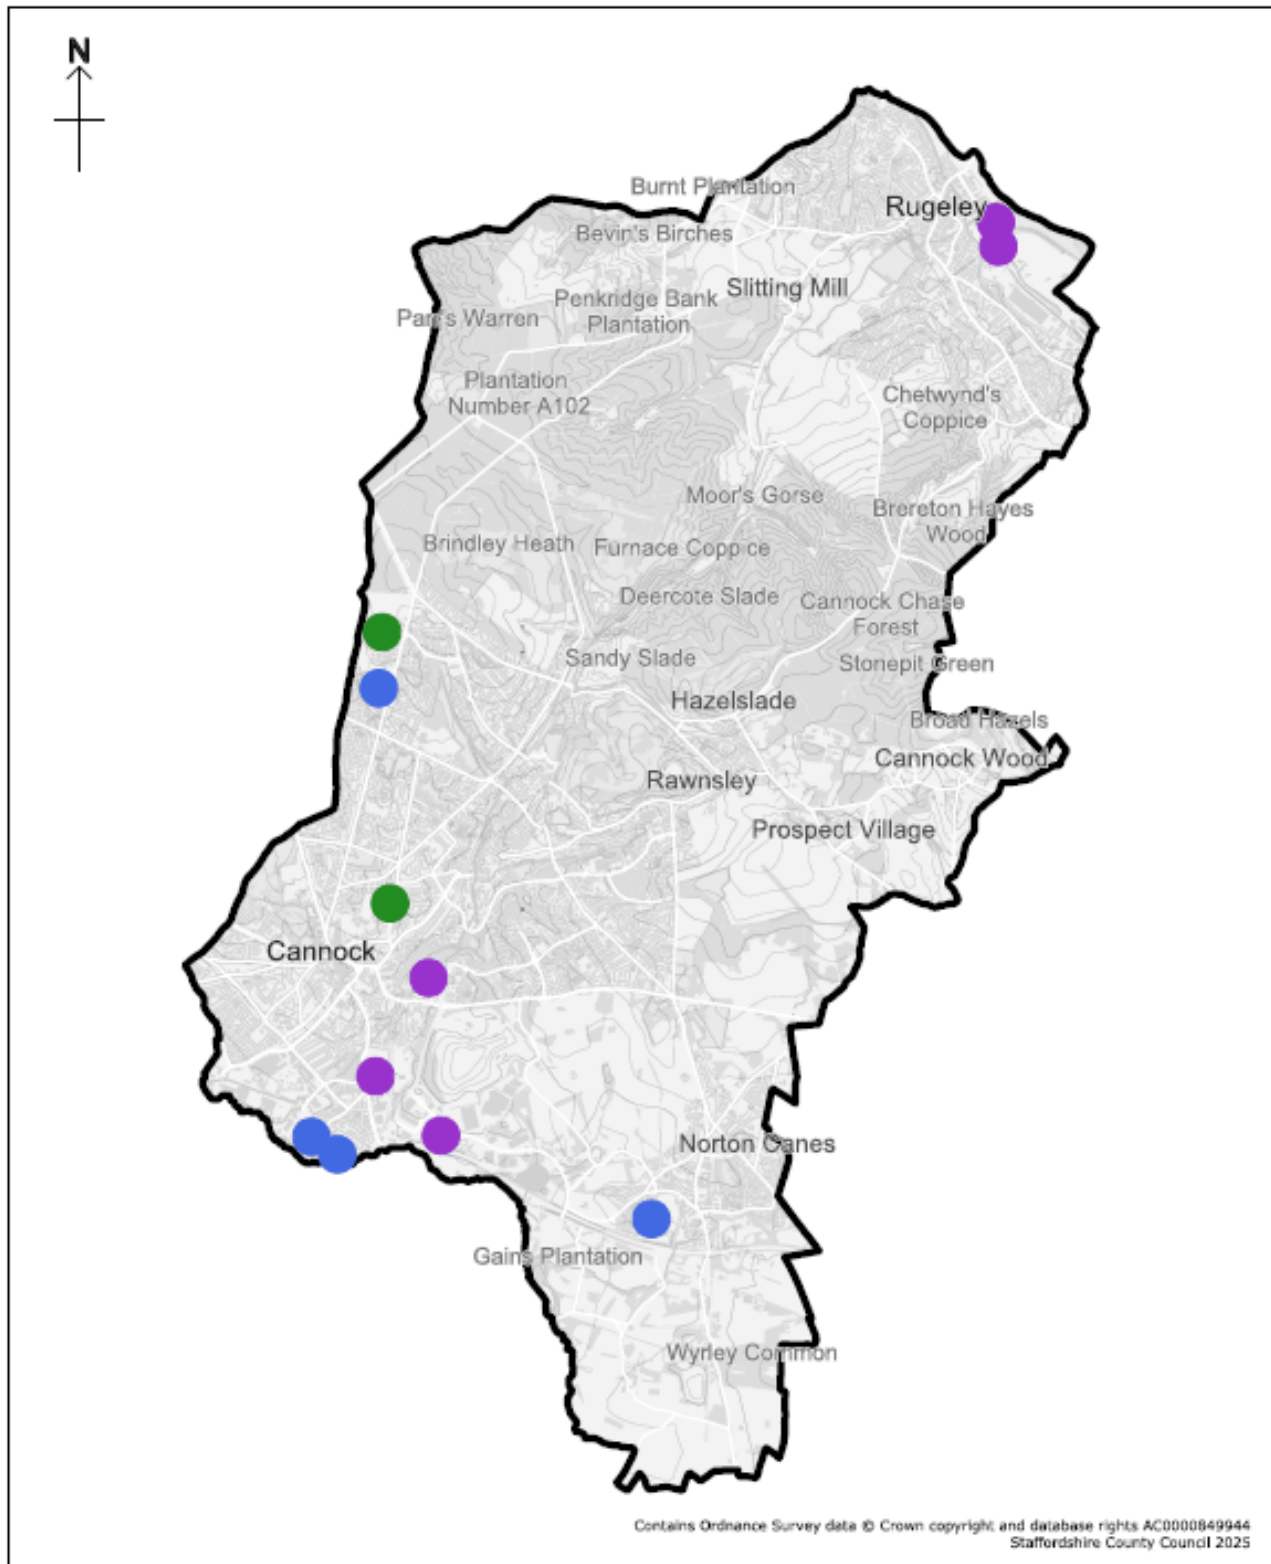 N
Burnt Plantation
Rugeley
Bevin's Birches
Slitting Mill
Penkridge Bank
Plantation
Parr's Warren
Plantation
Number A102
Chetwynd's
Coppice
Moor's Gorse
Brereton Hayes
Wood
Brindley Heath
Furnace Coppice
Deercote Slade
Cannock Chase
Forest
Sandy Slade
Stonepit Green
Hazelslade
Broad Hazels
Cannock Wood
Rawnsley
Prospect Village
Cannock
Norton Canes
Gains Plantation
Wyrley Common
Contains Ordnance Survey data © Crown copyright and database rights AC0000849944
Staffordshire County Council 2025